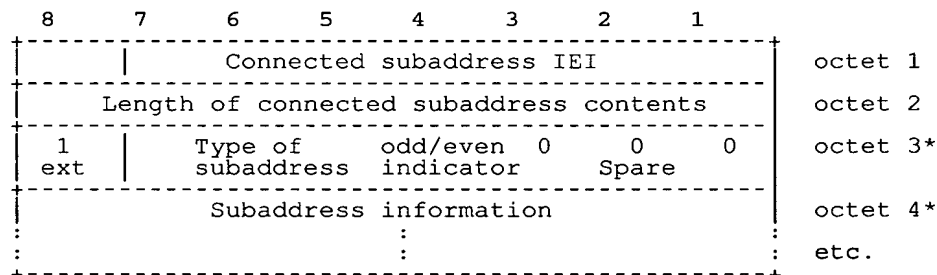 8 7 6 5 4 3 2 1
Connected subaddress IEI octet 1
Length of connected subaddress contents octet 2
1 Type of odd/even 0 0 0 octet 3*
ext subaddress indicator Spare
Subaddress information octet 4*
: : :
: : : etc.